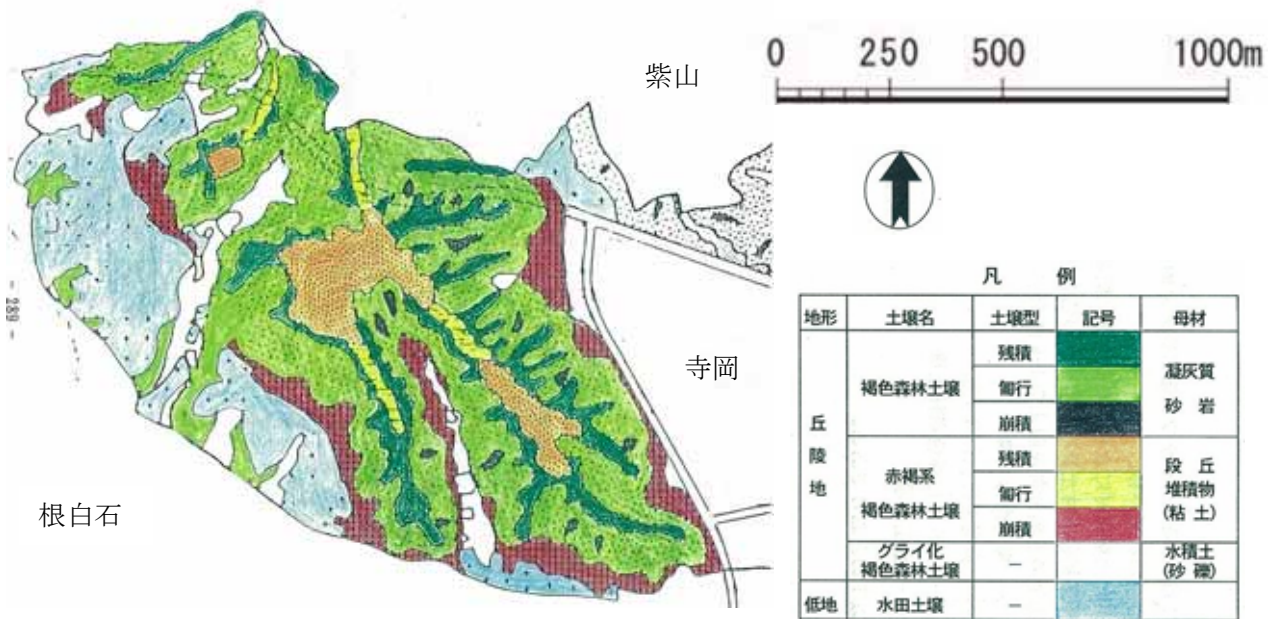 紫山
寺岡
根白石
- 289 -
0 250 500 1000m
凡 例
地形 土壌名 土壌型 記号 母材
丘陵地
褐色森林土壌
残積
匍行
崩積
凝灰質
砂岩
赤褐系
褐色森林土壌
残積
匍行
崩積
段丘
堆積物
(粘土)
グライ化
褐色森林土壌
-
水積土
(砂礫)
低地 水田土壌 -